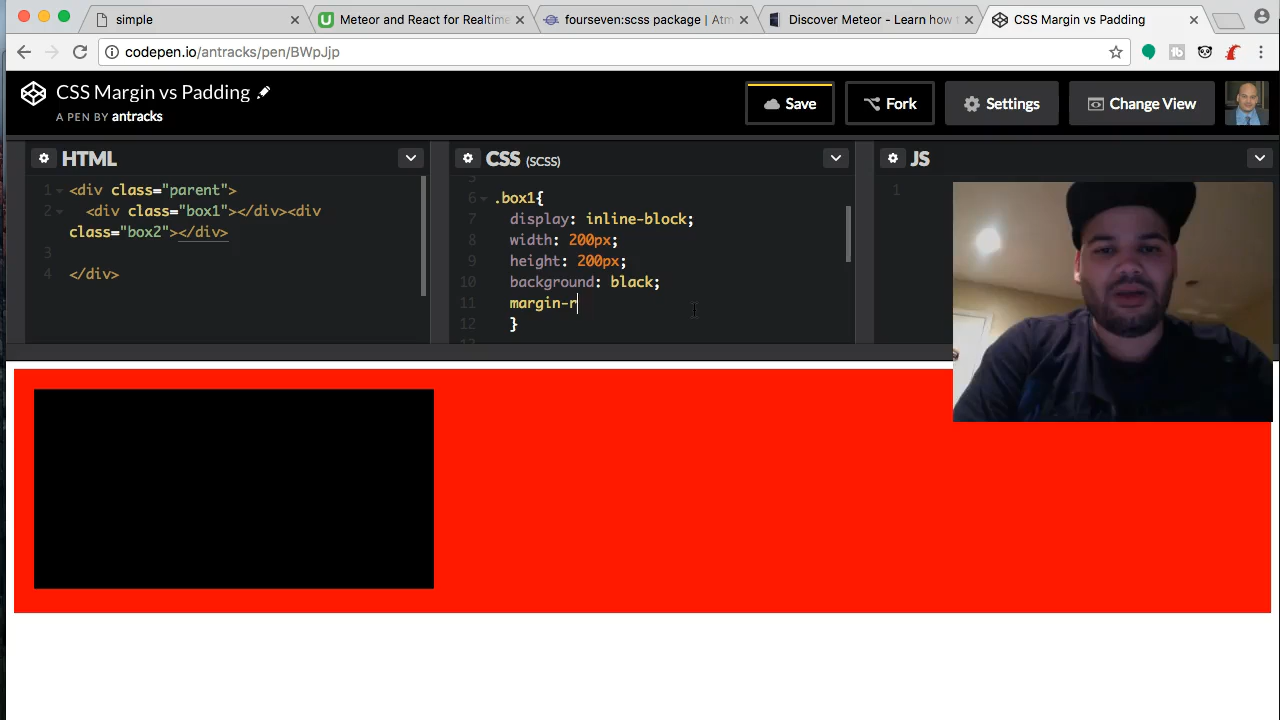 simple
Meteor and React for Realtime
fourseven:scss package | Atm
Discover Meteor - Learn how t
CSS Margin vs Padding
codepen.io/antracks/pen/BWpJjp
CSS Margin vs Padding
A PEN BY antracks
Save
Fork
Settings
Change View
HTML
1 <div class="parent">
2 <div class="box1"></div><div
class="box2"></div>
3
4 </div>
CSS (SCSS)
5
6 .box1{
7 display: inline-block;
8 width: 200px;
9 height: 200px;
10 background: black;
11 margin-r
12 }
13
JS
1